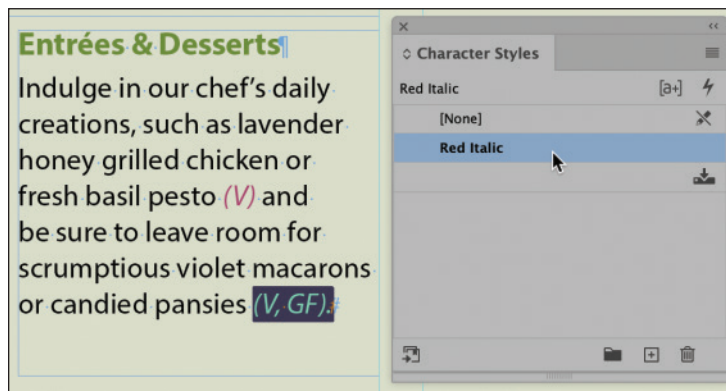 Entrées & Desserts¶
Indulge in our chef’s daily
creations, such as lavender
honey grilled chicken or
fresh basil pesto (V) and
be sure to leave room for
scrumptious violet macarons
or candied pansies (V, GF).#
Character Styles
Red Italic
[a+]
[None]
Red Italic